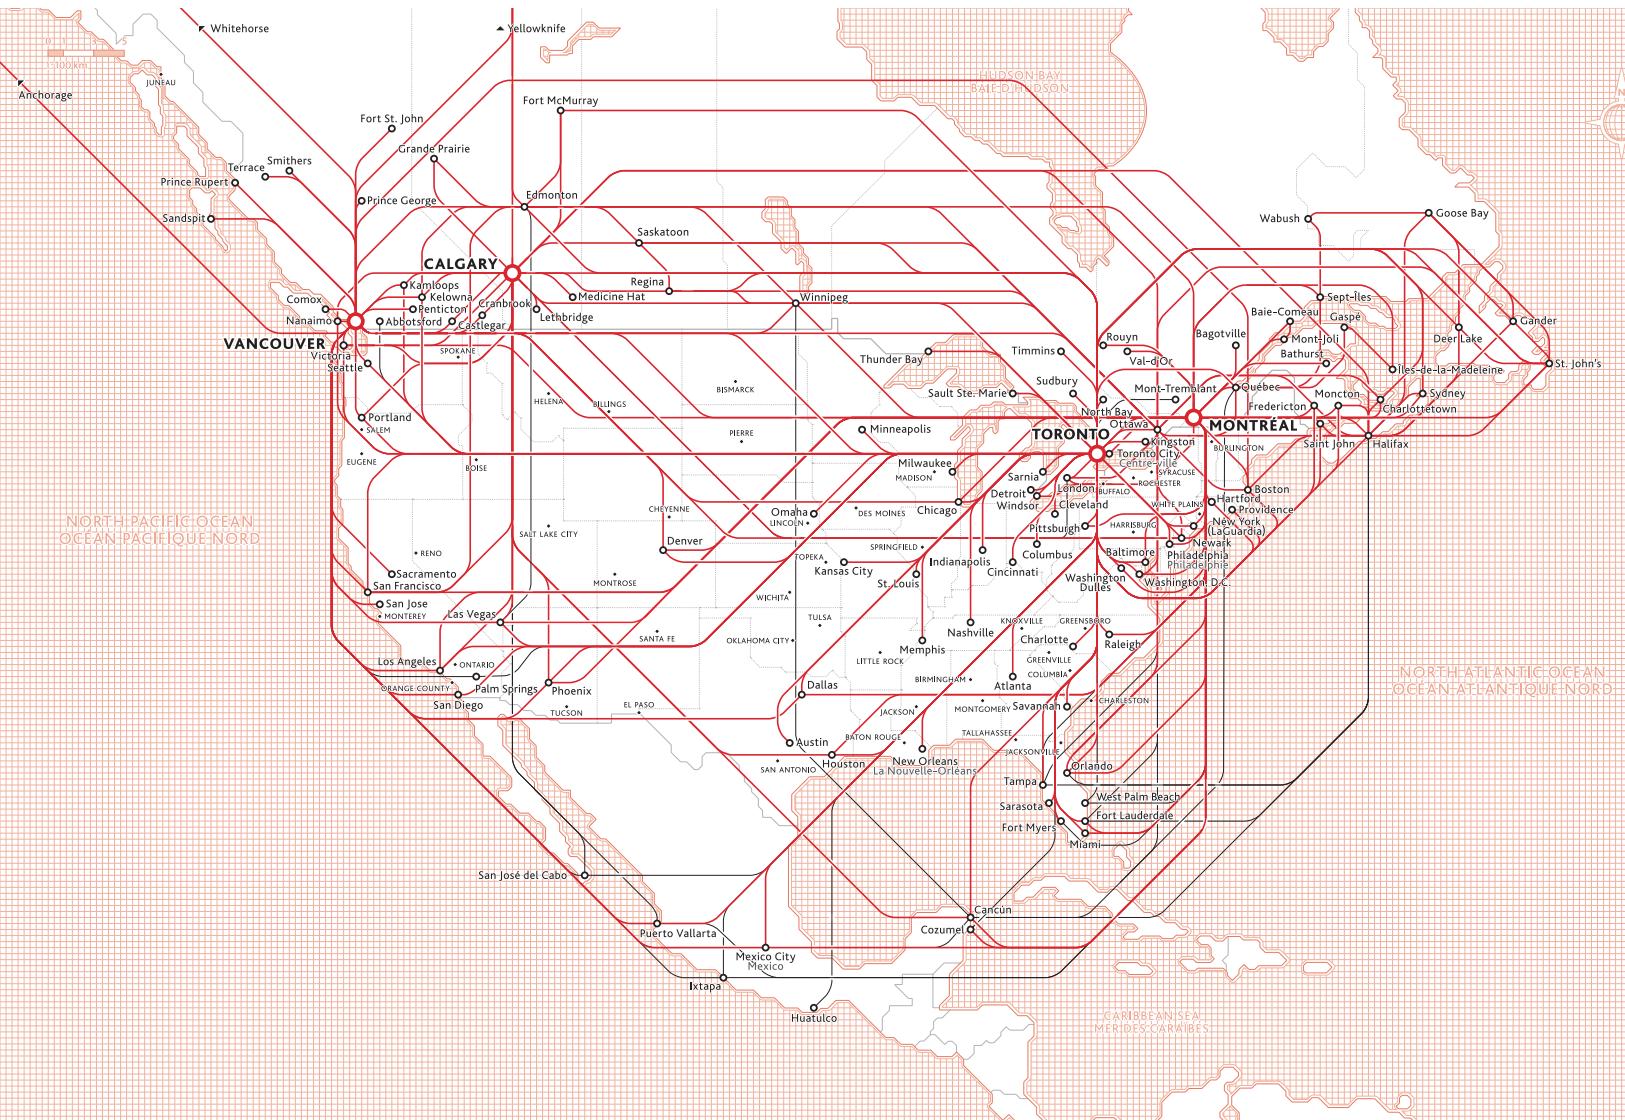 Whitehorse
Yellowknife
0 1 3 5
HUDSON BAY
BAIE D'HUDSON
JUNEAU
Anchorage
Fort McMurray
Fort St. John
Grande Prairie
Smithers
Terrace
Prince Rupert
Edmonton
Prince George
Sandspit
Wabush
Goose Bay
Saskatoon
CALGARY
Kamloops
Regina
Comox
Kelowna
Medicine Hat
Winnipeg
Sept-Îles
Cranbrook
Penticton
Nanaimo
Abbotsford
Lethbridge
Castlegar
Baie-Comeau
Gaspé
Gander
VANCOUVER
Rouyn
Bagotville
Mont-Joli
Deer Lake
Victoria
SPOKANE
Thunder Bay
Timmins
Val-d'Or
Bathurst
Seattle
Îles-de-la-Madeleine
St. John's
BISMARCK
Sudbury
Mont-Tremblant
Québec
HELENA
BILLINGS
Sault Ste. Marie
Moncton
Sydney
North Bay
Fredericton
Charlottetown
Portland
Ottawa
MONTRÉAL
SALEM
Minneapolis
PIERRE
TORONTO
Kingston
Saint John
Halifax
BURLINGTON
Toronto City
Centre-ville
EUGENE
BOISE
Milwaukee
MADISON
SYRACUSE
Sarnia
London
ROCHESTER
BUFFALO
Detroit
Boston
Windsor
Cleveland
WHITE PLAINS
Hartford
CHEYENNE
Omaha
DES MOINES
Chicago
Providence
NORTH PACIFIC OCEAN
OCÉAN PACIFIQUE NORD
LINCOLN
Pittsburgh
HARRISBURG
New York
(LaGuardia)
SALT LAKE CITY
Newark
Denver
SPRINGFIELD
RENO
TOPEKA
Kansas City
Indianapolis
Columbus
Baltimore
Philadelphia
Philadelphie
Cincinnati
Sacramento
St. Louis
Washington
Dulles
Washington, D.C.
San Francisco
MONTROSE
San Jose
WICHITA
MONTEREY
Las Vegas
TULSA
KNOXVILLE
GREENSBORO
Nashville
SANTA FE
OKLAHOMA CITY
Memphis
Charlotte
Raleigh
Los Angeles
ONTARIO
LITTLE ROCK
GREENVILLE
NORTH ATLANTIC OCEAN
OCÉAN ATLANTIQUE NORD
COLUMBIA
BIRMINGHAM
Atlanta
ORANGE COUNTY
Palm Springs
Phoenix
Dallas
San Diego
EL PASO
TUCSON
JACKSON
MONTGOMERY
Savannah
CHARLESTON
Austin
BATON ROUGE
TALLAHASSEE
JACKSONVILLE
Houston
New Orleans
La Nouvelle-Orléans
SAN ANTONIO
Orlando
Tampa
West Palm Beach
Sarasota
Fort Lauderdale
Fort Myers
Miami
San José del Cabo
Cancún
Puerto Vallarta
Cozumel
Mexico City
Mexico
Ixtapa
Huatulco
CARIBBEAN SEA
MER DES CARAÏBES